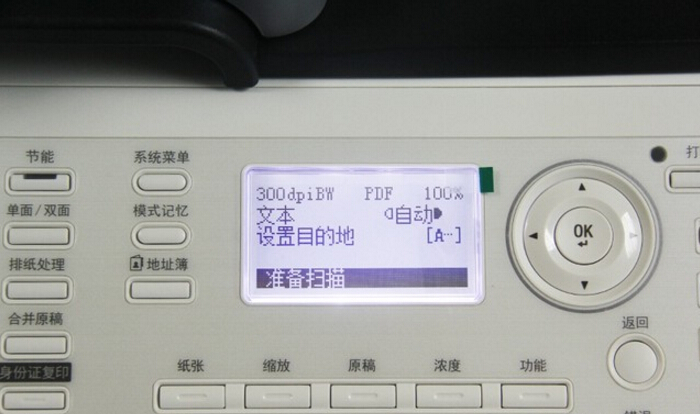 节能
系统菜单
单面/双面
模式记忆
排纸处理
地址簿
合并原稿
身份证复印
300dpiBW PDF 100%
文本 自动
设置目的地 [A…]
准备扫描
纸张
缩放
原稿
浓度
功能
OK
返回
打